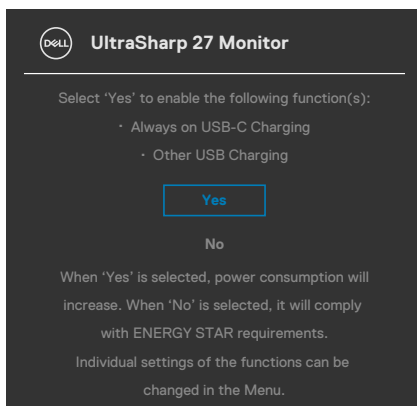 DELL
UltraSharp 27 Monitor
Select ‘Yes’ to enable the following function(s):
· Always on USB-C Charging
· Other USB Charging
Yes
No
When ‘Yes’ is selected, power consumption will
increase. When ‘No’ is selected, it will comply
with ENERGY STAR requirements.
Individual settings of the functions can be
changed in the Menu.